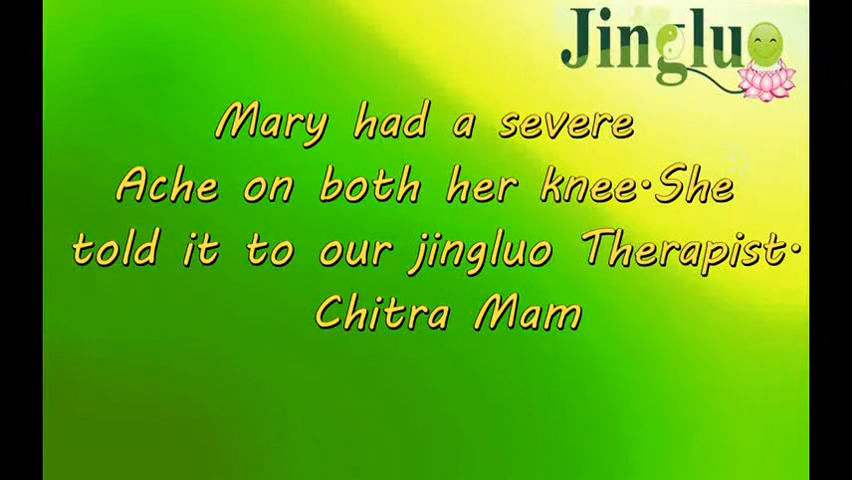 Jingluo
Mary had a severe
Ache on both her knee.She
told it to our jingluo Therapist.
Chitra Mam